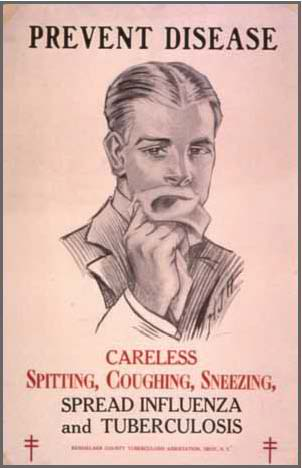 PREVENT DISEASE
H.J.H.
CARELESS
SPITTING, COUGHING, SNEEZING,
SPREAD INFLUENZA
and TUBERCULOSIS
RENSSELAER COUNTY TUBERCULOSIS ASSOCIATION, TROY, N. Y.